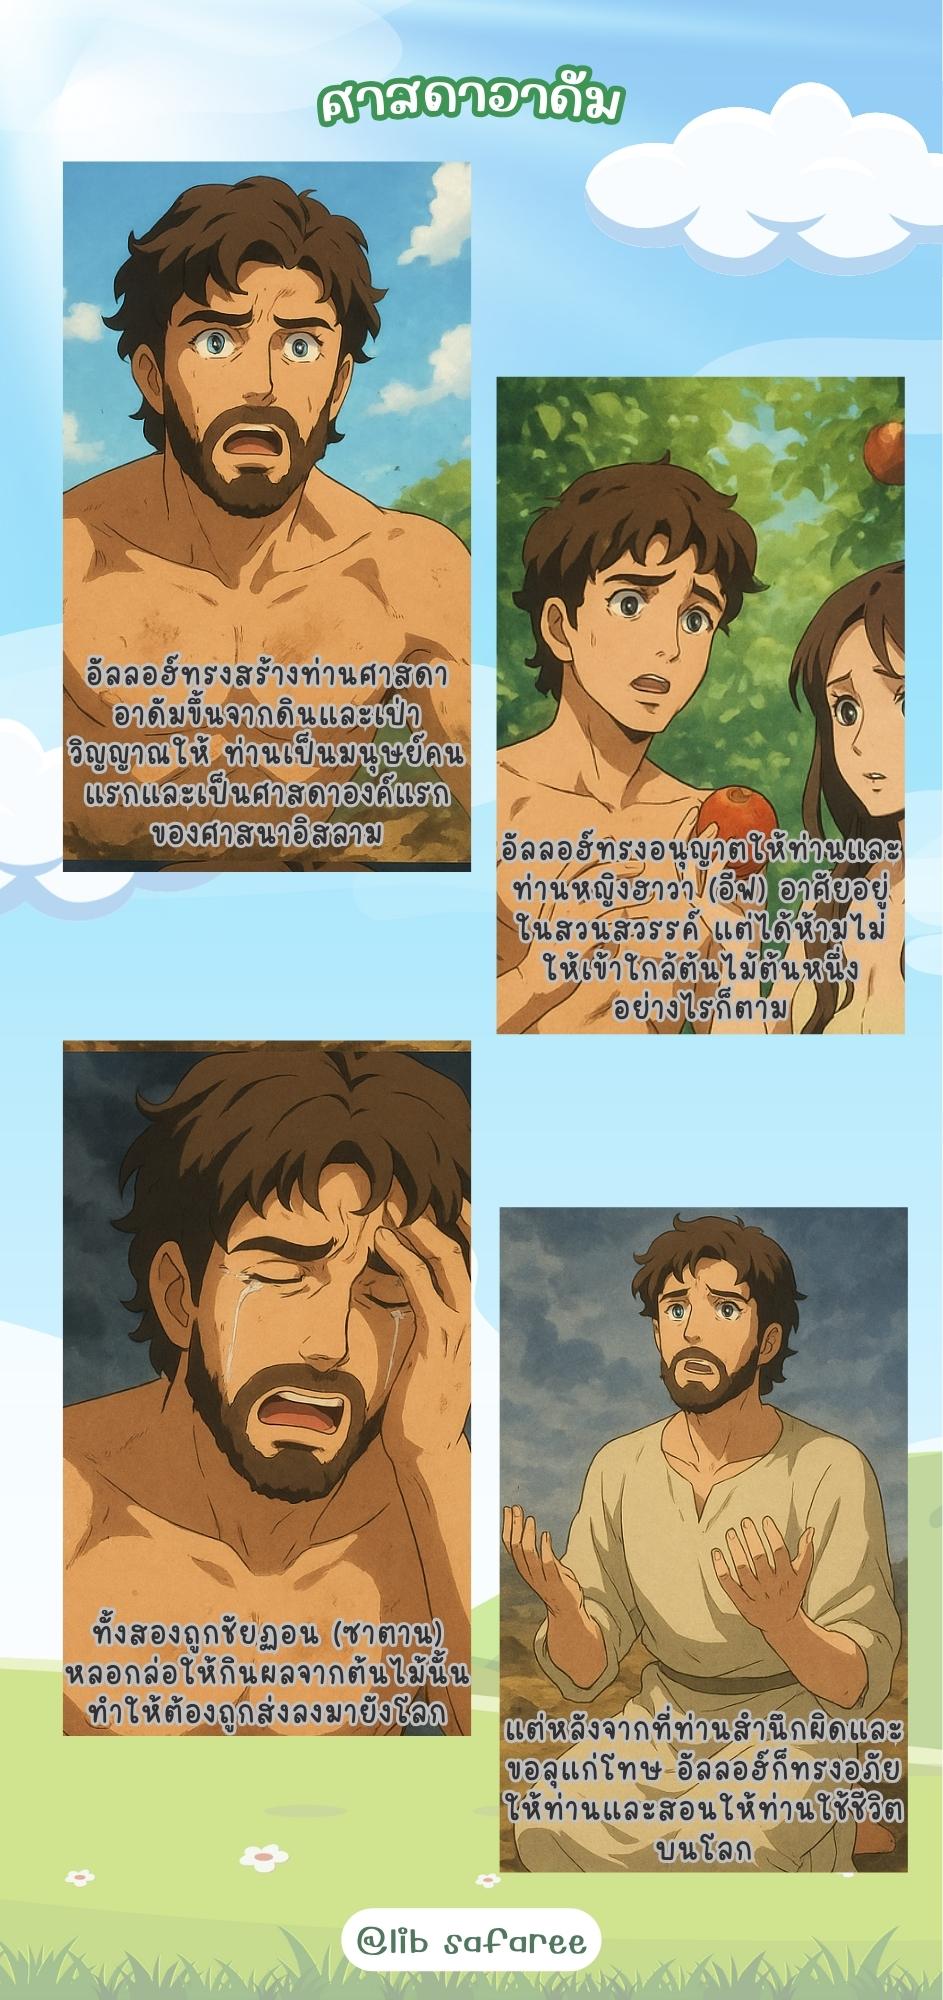 ศาสดาอาดัม
อัลลอฮ์ทรงสร้างท่านศาสดา
อาดัมขึ้นจากดินและเป่า
วิญญาณให้ ท่านเป็นมนุษย์คน
แรกและเป็นศาสดาองค์แรก
ของศาสนาอิสลาม
อัลลอฮ์ทรงอนุญาตให้ท่านและ
ท่านหญิงฮาวา (อีฟ) อาศัยอยู่
ในสวนสวรรค์ แต่ได้ห้ามไม่
ให้เข้าใกล้ต้นไม้ต้นหนึ่ง
อย่างไรก็ตาม
ทั้งสองถูกชัยฏอน (ซาตาน)
หลอกล่อให้กินผลจากต้นไม้นั้น
ทำให้ต้องถูกส่งลงมายังโลก
แต่หลังจากที่ท่านสำนึกผิดและ
ขอลุแก่โทษ อัลลอฮ์ก็ทรงอภัย
ให้ท่านและสอนให้ท่านใช้ชีวิต
บนโลก
@lib safaree